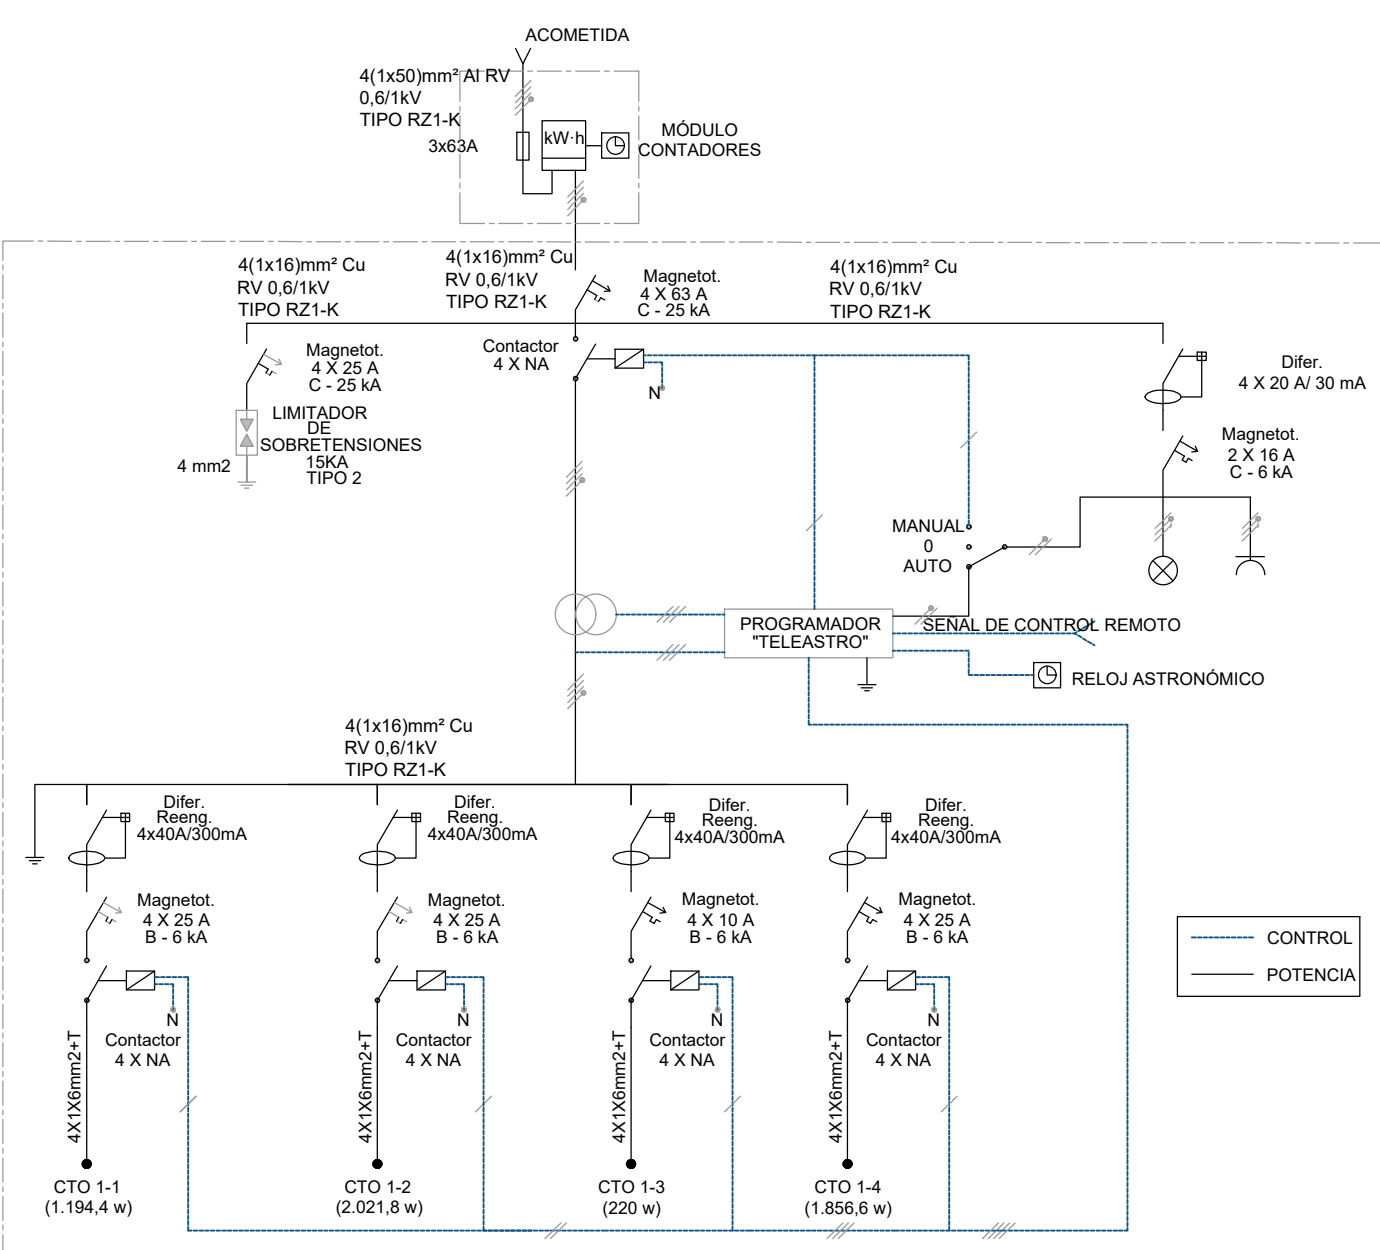 ACOMETIDA
4(1x50)mm² Al RV
0,6/1kV
TIPO RZ1-K
3x63A
kW·h
MÓDULO
CONTADORES
4(1x16)mm² Cu
RV 0,6/1kV
TIPO RZ1-K
4(1x16)mm² Cu
RV 0,6/1kV
TIPO RZ1-K
Magnetot.
4 X 63 A
C - 25 kA
4(1x16)mm² Cu
RV 0,6/1kV
TIPO RZ1-K
Magnetot.
4 X 25 A
C - 25 kA
LIMITADOR
DE
SOBRETENSIONES
15KA
TIPO 2
4 mm2
Contactor
4 X NA
N
Difer.
4 X 20 A/ 30 mA
Magnetot.
2 X 16 A
C - 6 kA
MANUAL
0
AUTO
PROGRAMADOR
"TELEASTRO"
SEÑAL DE CONTROL REMOTO
RELOJ ASTRONÓMICO
4(1x16)mm² Cu
RV 0,6/1kV
TIPO RZ1-K
Difer.
Reeng.
4x40A/300mA
Magnetot.
4 X 25 A
B - 6 kA
N
Contactor
4 X NA
4X1X6mm2+T
CTO 1-1
(1.194,4 w)
Difer.
Reeng.
4x40A/300mA
Magnetot.
4 X 25 A
B - 6 kA
N
Contactor
4 X NA
4X1X6mm2+T
CTO 1-2
(2.021,8 w)
Difer.
Reeng.
4x40A/300mA
Magnetot.
4 X 10 A
B - 6 kA
N
Contactor
4 X NA
4X1X6mm2+T
CTO 1-3
(220 w)
Difer.
Reeng.
4x40A/300mA
Magnetot.
4 X 25 A
B - 6 kA
N
Contactor
4 X NA
4X1X6mm2+T
CTO 1-4
(1.856,6 w)
CONTROL
POTENCIA